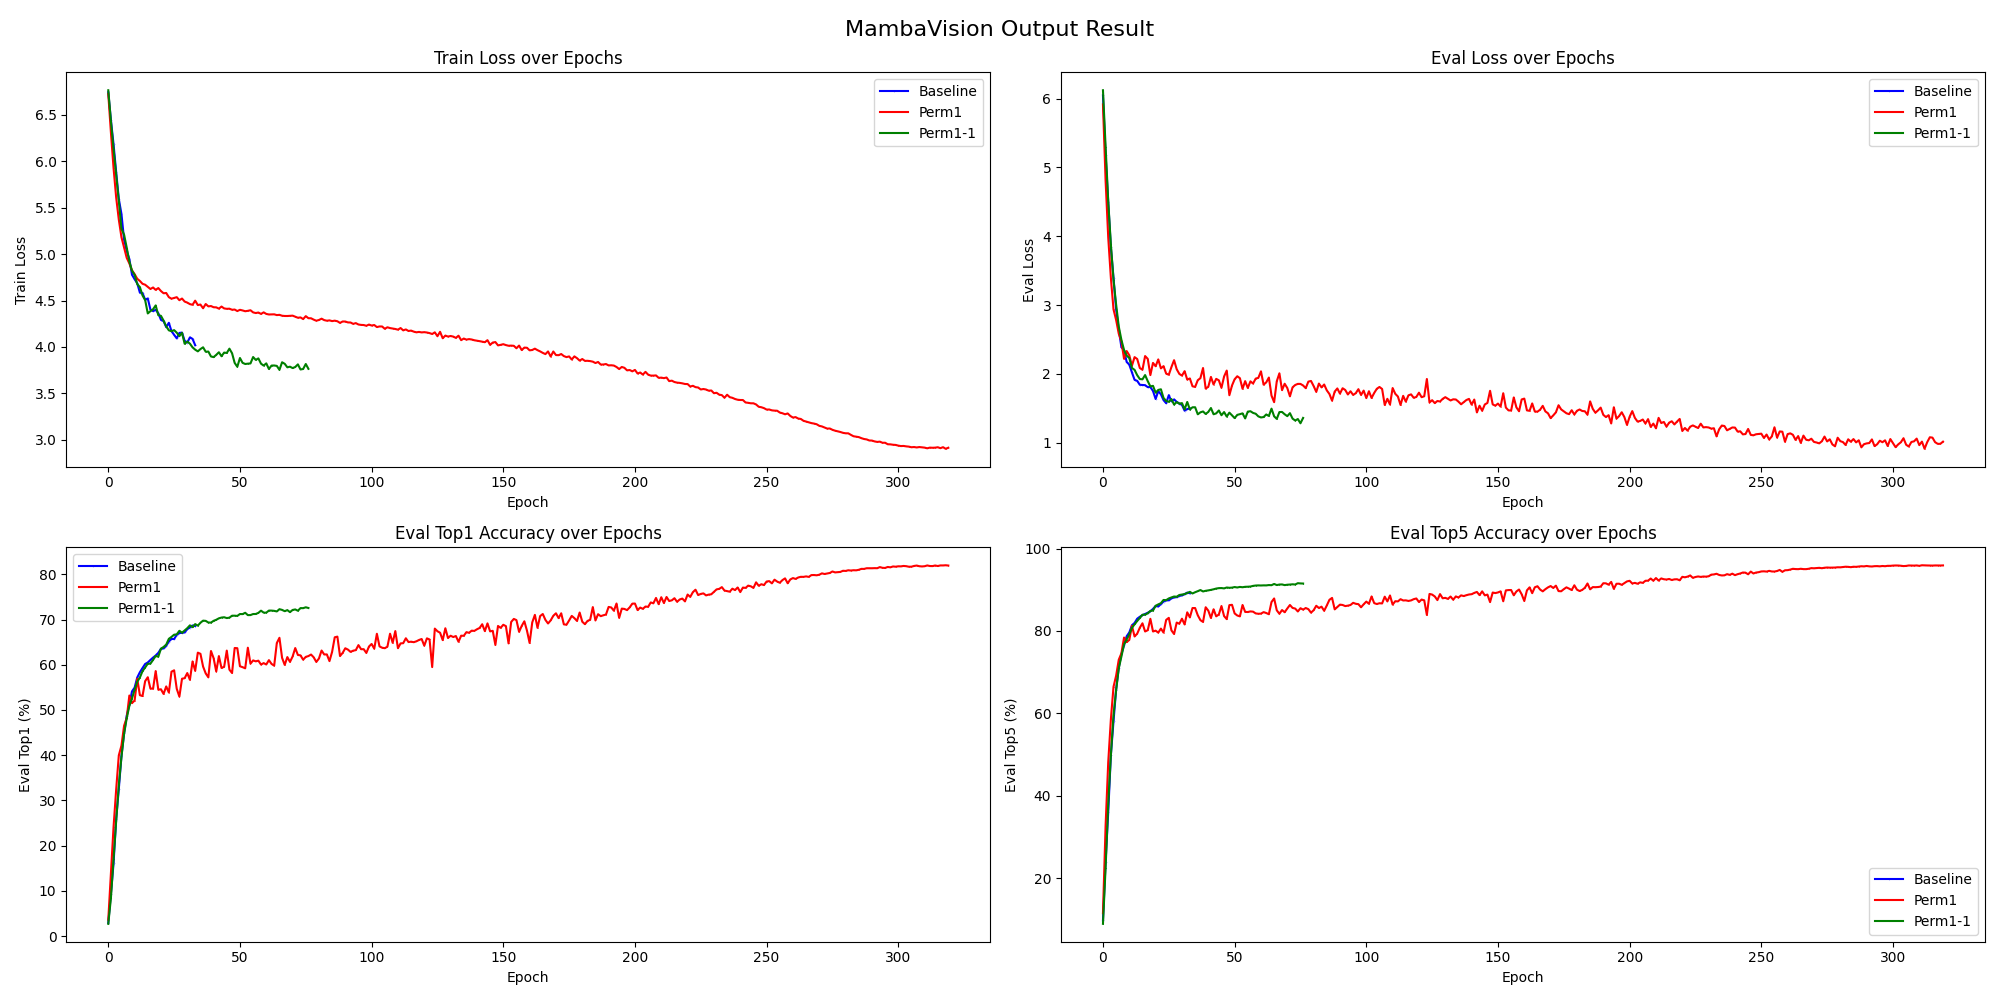 MambaVision Output Result
Train Loss over Epochs
Train Loss
6.5
6.0
5.5
5.0
4.5
4.0
3.5
3.0
0 50 100 150 200 250 300
Epoch
Baseline
Perm1
Perm1-1
Eval Loss over Epochs
Eval Loss
6
5
4
3
2
1
0 50 100 150 200 250 300
Epoch
Baseline
Perm1
Perm1-1
Eval Top1 Accuracy over Epochs
Eval Top1 (%)
80
70
60
50
40
30
20
10
0
0 50 100 150 200 250 300
Epoch
Baseline
Perm1
Perm1-1
Eval Top5 Accuracy over Epochs
Eval Top5 (%)
100
80
60
40
20
0 50 100 150 200 250 300
Epoch
Baseline
Perm1
Perm1-1